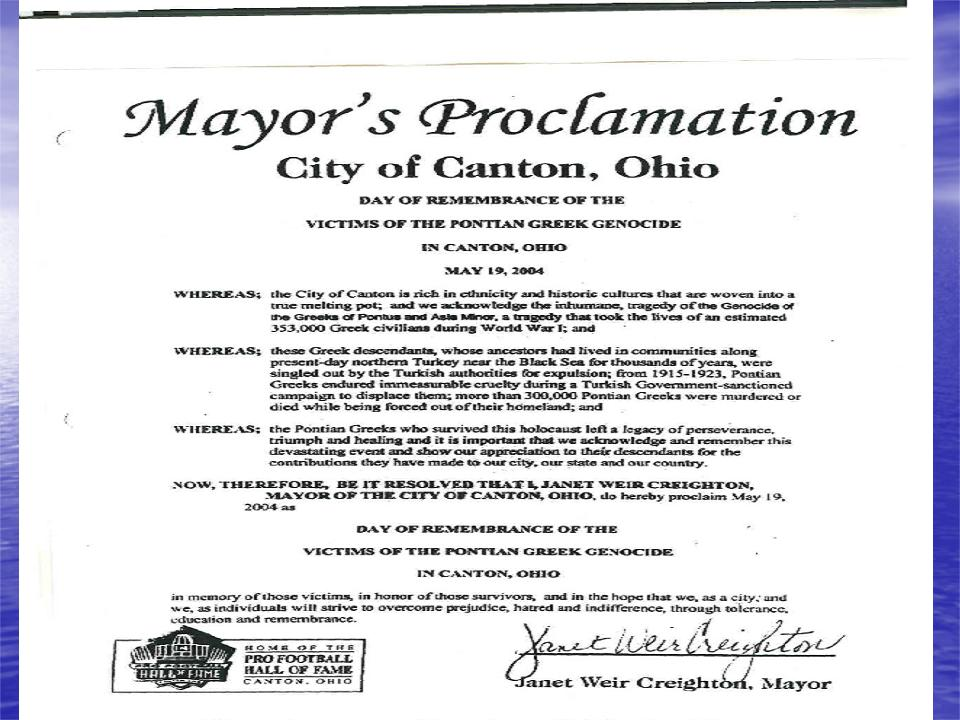 Mayor's Proclamation
City of Canton, Ohio
DAY OF REMEMBRANCE OF THE
VICTIMS OF THE PONTIAN GREEK GENOCIDE
IN CANTON, OHIO
MAY 19, 2004
WHEREAS; the City of Canton is rich in ethnicity and historic cultures that are woven into a
true melting pot; and we acknowledge the inhumane, tragedy of the Genocide of
the Greeks of Pontus and Asia Minor, a tragedy that took the lives of an estimated
353,000 Greek civilians during World War I; and
WHEREAS; these Greek descendants, whose ancestors had lived in communities along
present-day northern Turkey near the Black Sea for thousands of years, were
singled out by the Turkish authorities for expulsion; from 1915-1923, Pontian
Greeks endured immeasurable cruelty during a Turkish Government-sanctioned
campaign to displace them; more than 300,000 Pontian Greeks were murdered or
died while being forced out of their homeland; and
WHEREAS; the Pontian Greeks who survived this holocaust left a legacy of perseverance,
triumph and healing and it is important that we acknowledge and remember this
devastating event and show our appreciation to their descendants for the
contributions they have made to our city, our state and our country.
NOW, THEREFORE, BE IT RESOLVED THAT I, JANET WEIR CREIGHTON,
MAYOR OF THE CITY OF CANTON, OHIO, do hereby proclaim May 19,
2004 as
DAY OF REMEMBRANCE OF THE
VICTIMS OF THE PONTIAN GREEK GENOCIDE
IN CANTON, OHIO
in memory of those victims, in honor of those survivors, and in the hope that we, as a city, and
we, as individuals will strive to overcome prejudice, hatred and indifference, through tolerance,
education and remembrance.
HALL OF FAME
HOME OF THE
PRO FOOTBALL
HALL OF FAME
CANTON, OHIO
Janet Weir Creighton
Janet Weir Creighton, Mayor